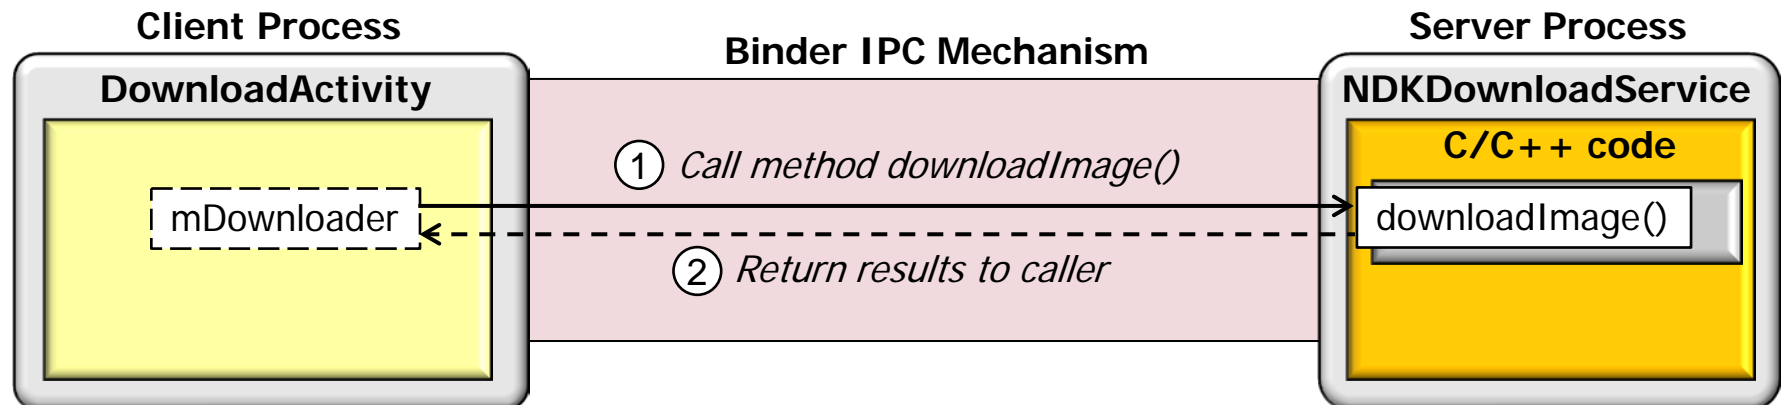 Client Process
Binder IPC Mechanism
Server Process
DownloadActivity
NDKDownloadService
C/C++ code
1 Call method downloadImage()
mDownloader
downloadImage()
2 Return results to caller